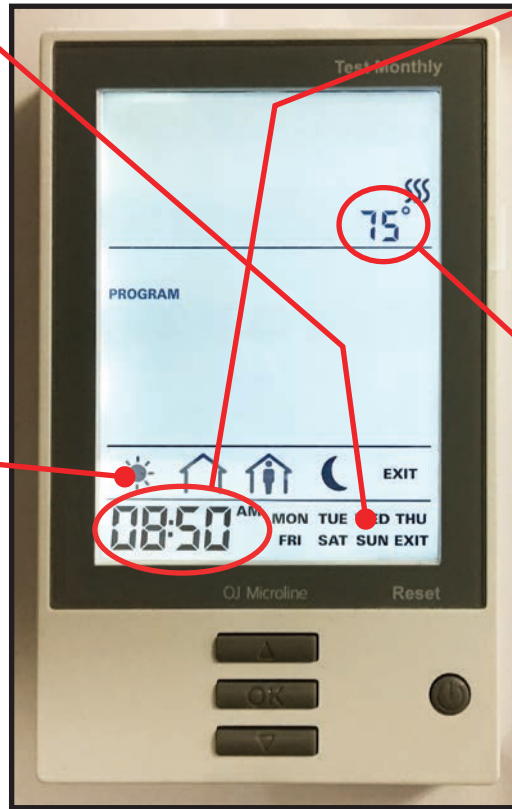 Test Monthly
75°
PROGRAM
EXIT
08:50 AM MON TUE WED THU
FRI SAT SUN EXIT
OJ Microline Reset
OK